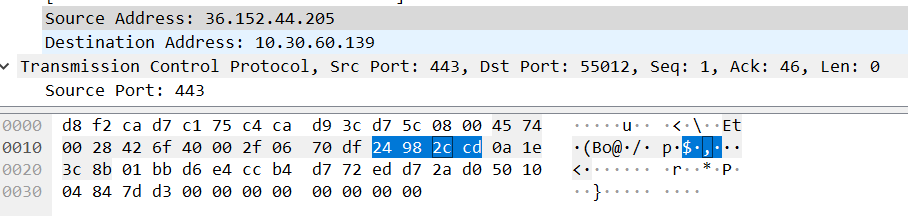 Source Address: 36.152.44.205
Destination Address: 10.30.60.139
Transmission Control Protocol, Src Port: 443, Dst Port: 55012, Seq: 1, Ack: 46, Len: 0
Source Port: 443
0000 d8 f2 ca d7 c1 75 c4 ca d9 3c d7 5c 08 00 45 74 ·····u·· ·<·\··Et
0010 00 28 42 6f 40 00 2f 06 70 df 24 98 2c cd 0a 1e ·(Bo@·/· p·$·,···
0020 3c 8b 01 bb d6 e4 cc b4 d7 72 ed d7 2a d0 50 10 <······· ·r··*·P·
0030 04 84 7d d3 00 00 00 00 00 00 00 00 ··}····· ····